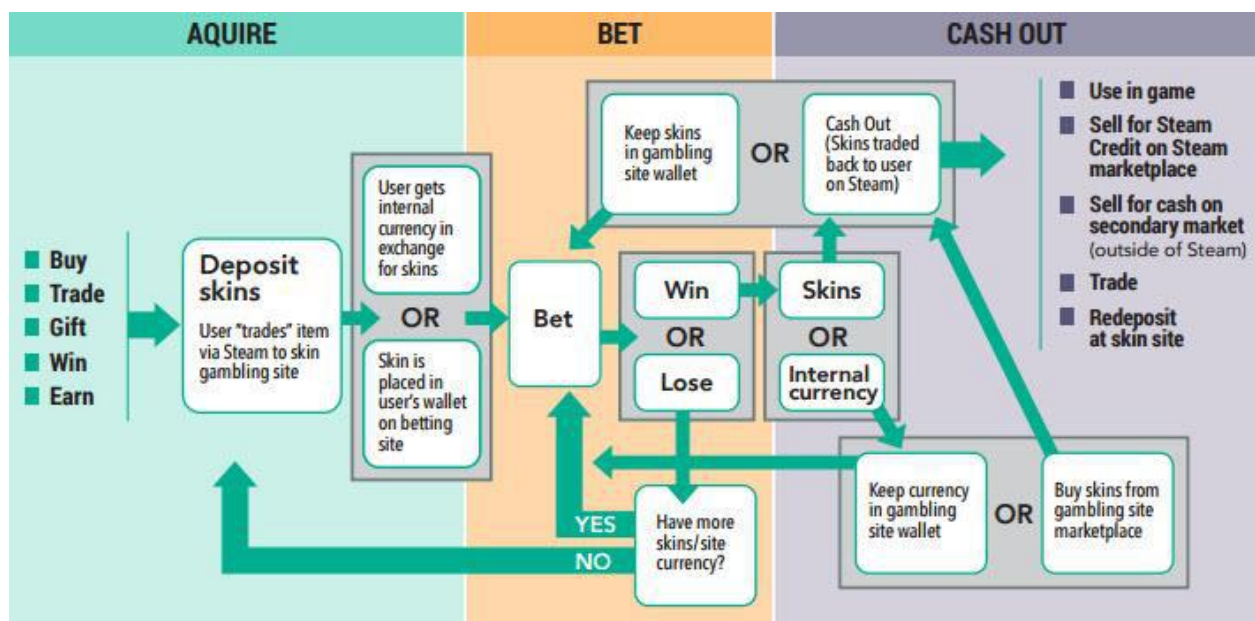 AQUIRE
BET
CASH OUT
Buy
Trade
Gift
Win
Earn
Deposit
skins
User "trades" item
via Steam to skin
gambling site
User gets
internal
currency in
exchange
for skins
OR
Skin is
placed in
user's wallet
on betting
site
Bet
Keep skins
in gambling
site wallet
OR
Cash Out
(Skins traded
back to user
on Steam)
Win
OR
Lose
Skins
OR
Internal
currency
YES
NO
Have more
skins/site
currency?
Keep currency
in gambling
site wallet
OR
Buy skins from
gambling site
marketplace
Use in game
Sell for Steam
Credit on Steam
marketplace
Sell for cash on
secondary market
(outside of Steam)
Trade
Redeposit
at skin site